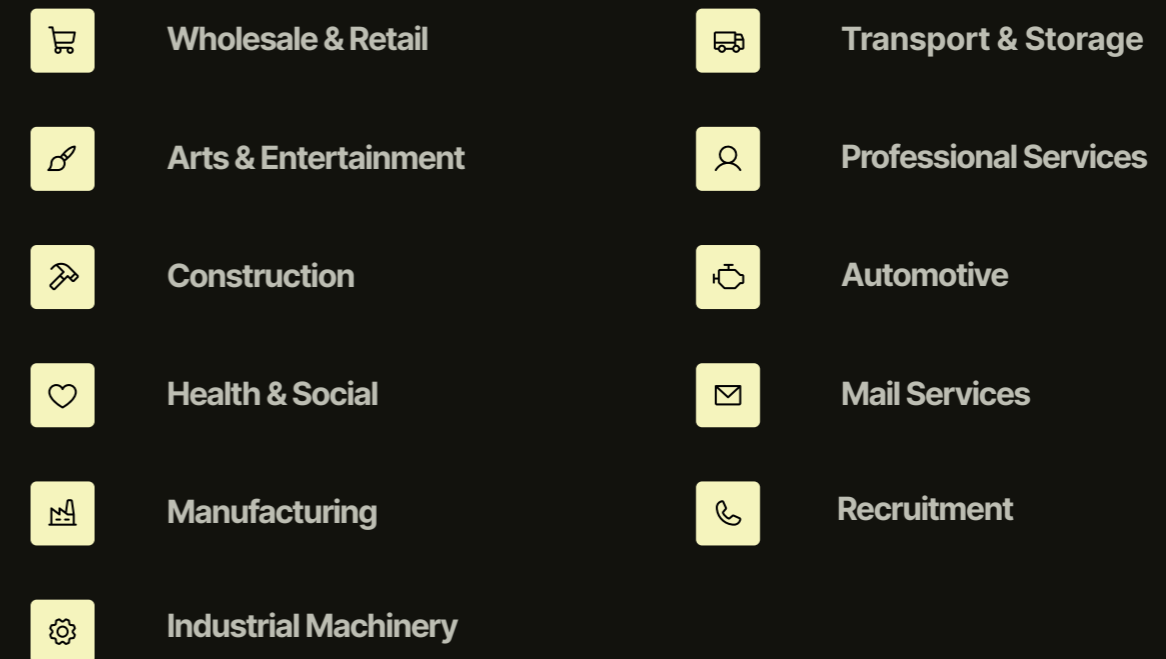 Wholesale & Retail
Transport & Storage
Arts & Entertainment
Professional Services
Construction
Automotive
Health & Social
Mail Services
Manufacturing
Recruitment
Industrial Machinery